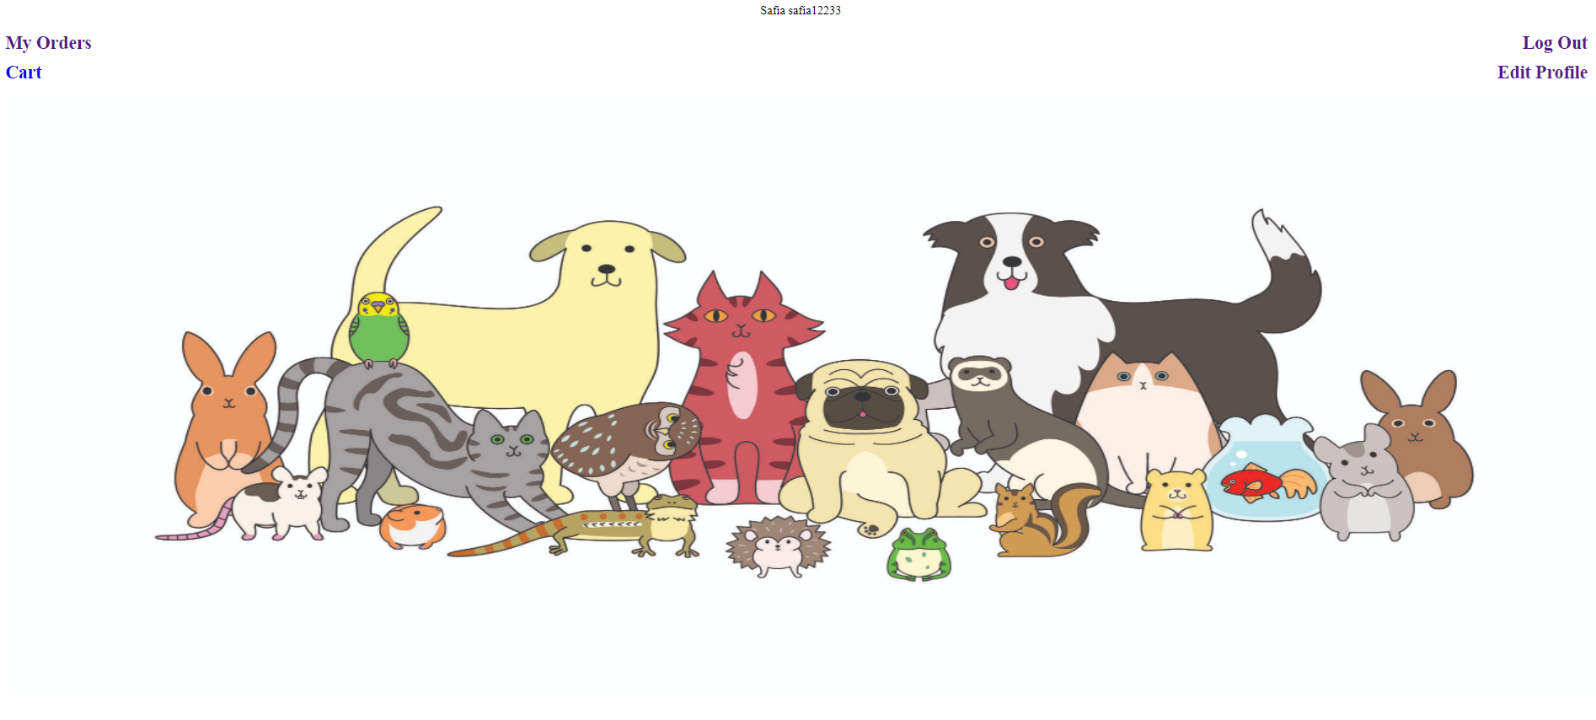 Safia safia12233
My Orders
Log Out
Cart
Edit Profile